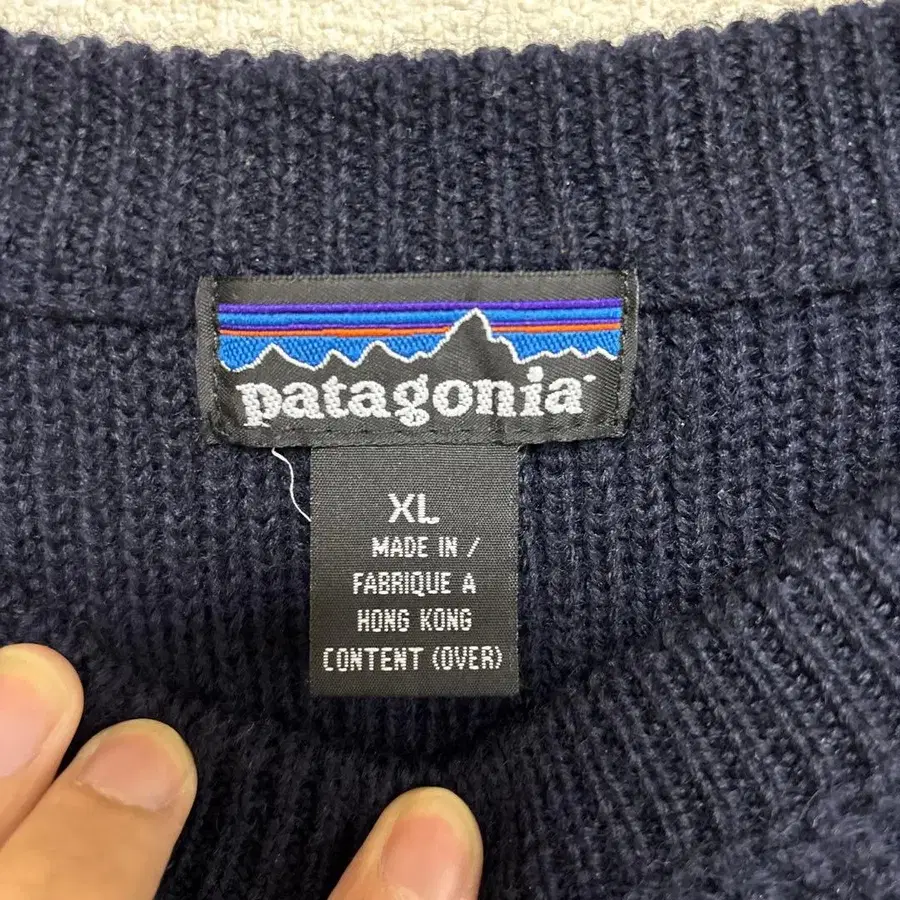 patagonia
XL
MADE IN /
FABRIQUE A
HONG KONG
CONTENT (OVER)